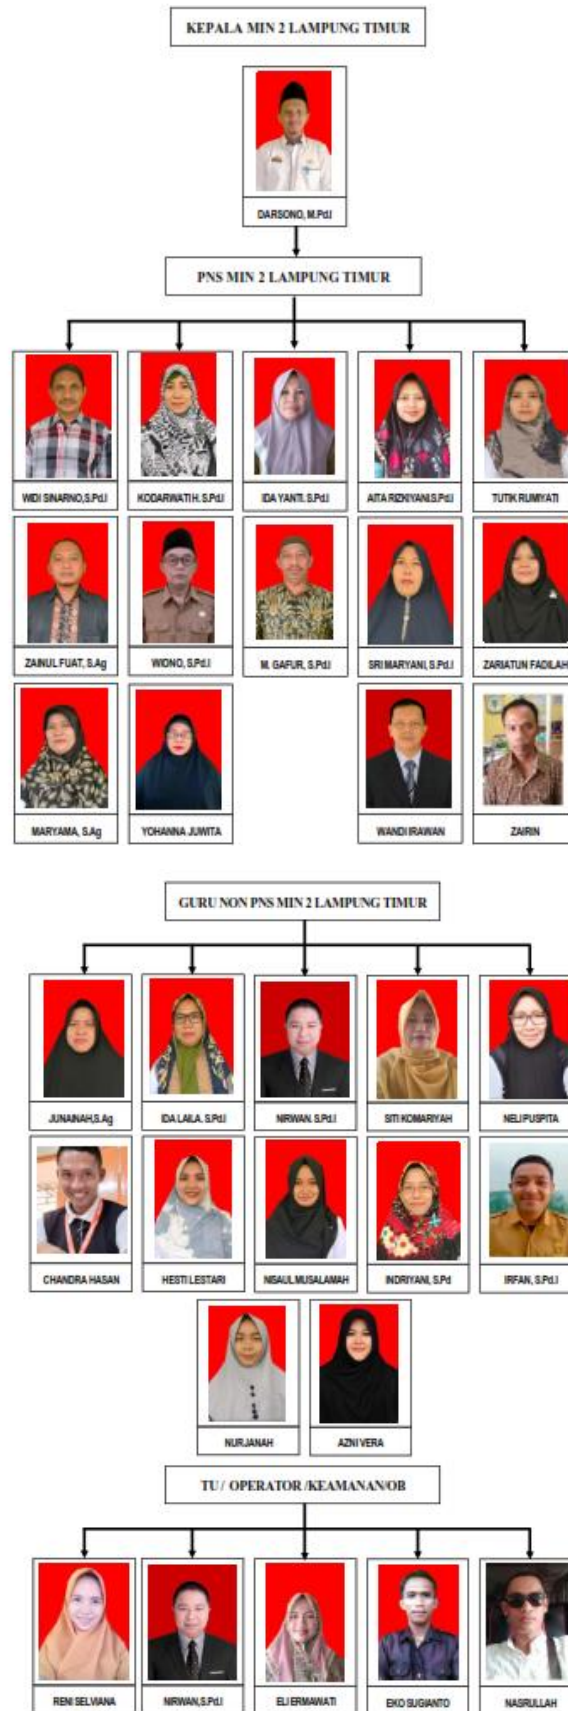 KEPALA MIN 2 LAMPUNG TIMUR
DARSONO, M.Pd.I
PNS MIN 2 LAMPUNG TIMUR
WIDI SINARNO,S.Pd.I
KODARWATI H. S.Pd.I
IDA YANTI. S.Pd.I
AITA RIZKIYANI.S.Pd.I
TUTIK RUMIYATI
ZAINUL FUAT, S.Ag
WIONO, S.Pd.I
M. GAFUR, S.Pd.I
SRI MARYANI, S.Pd.I
ZARIATUN FADILAH
MARYAMA, S.Ag
YOHANNA JUWITA
WANDI IRAWAN
ZAIRIN
GURU NON PNS MIN 2 LAMPUNG TIMUR
JUNAINAH,S.Ag
IDA LAILA. S.Pd.I
NIRWAN. S.Pd.I
SITI KOMARIYAH
NELI PUSPITA
CHANDRA HASAN
HESTI LESTARI
NISAUL MUSALAMAH
INDRIYANI, S.Pd
IRFAN, S.Pd.I
NURJANAH
AZNI VERA
TU / OPERATOR /KEAMANAN/OB
RENI SELVIANA
NIRWAN,S.Pd.I
ELI ERMAWATI
EKO SUGIANTO
NASRULLAH